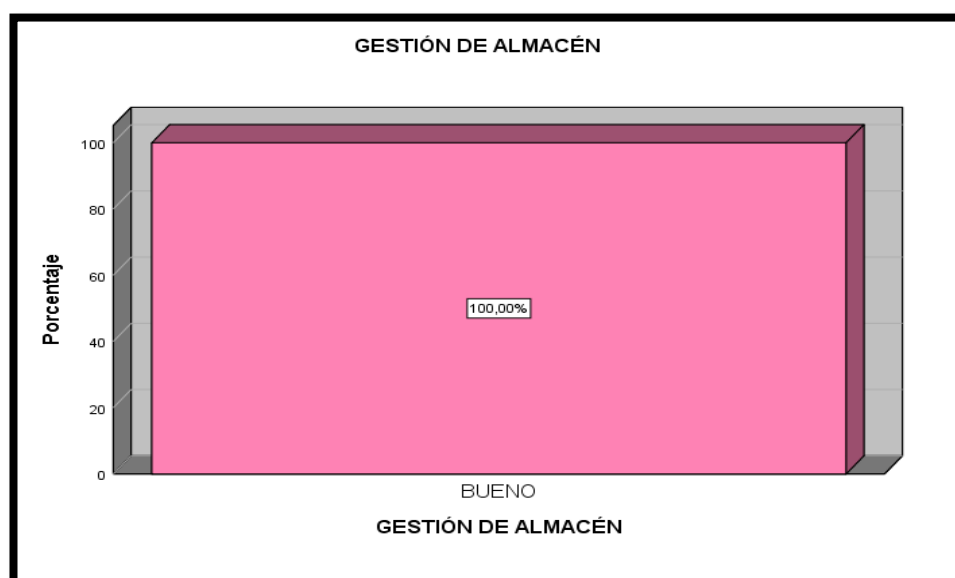 GESTIÓN DE ALMACÉN
100
80
60
40
20
0
Porcentaje
100,00%
BUENO
GESTIÓN DE ALMACÉN